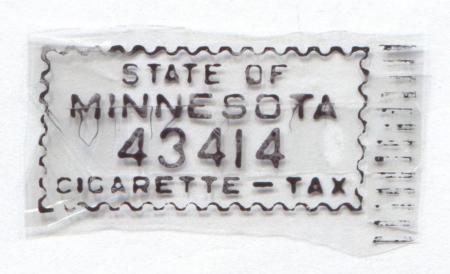 STATE OF
MINNESOTA
43414
CIGARETTE - TAX